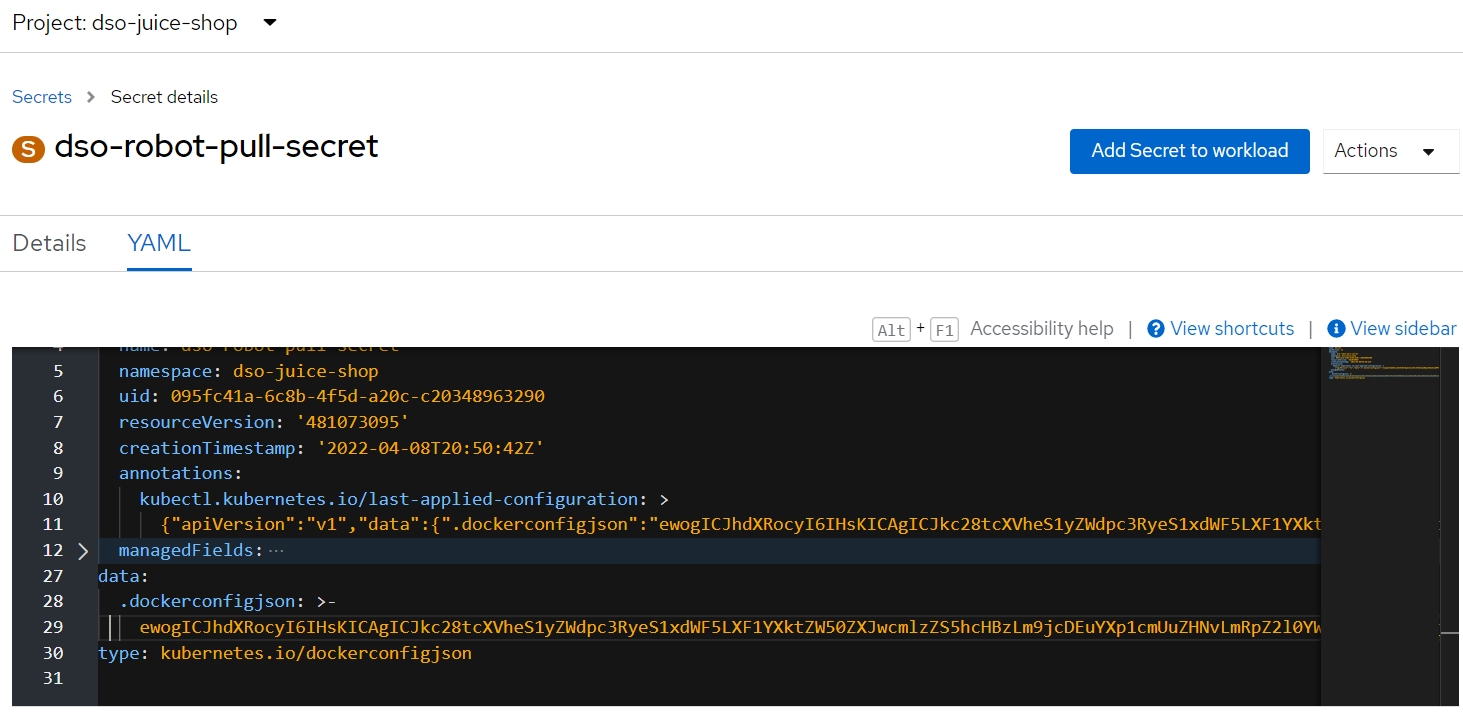 Project: dso-juice-shop
Secrets > Secret details
S dso-robot-pull-secret
Add Secret to workload
Actions
Details YAML
Alt + F1 Accessibility help | View shortcuts | View sidebar
4 name: dso-robot-pull-secret
5 namespace: dso-juice-shop
6 uid: 095fc41a-6c8b-4f5d-a20c-c20348963290
7 resourceVersion: '481073095'
8 creationTimestamp: '2022-04-08T20:50:42Z'
9 annotations:
10 kubectl.kubernetes.io/last-applied-configuration: >
11 {"apiVersion":"v1","data":{".dockerconfigjson":"ewogICJhdXRocyI6IHsKICAgICJkc28tcXVheS1yZWdpc3RyeS1xdWF5LXF1YXkt
12 managedFields: ...
27 data:
28 .dockerconfigjson: >-
29 ewogICJhdXRocyI6IHsKICAgICJkc28tcXVheS1yZWdpc3RyeS1xdWF5LXF1YXktZW50ZXJwcmlzZS5hcHBzLm9jcDEuYXp1cmUuZHNvLmRpZ2l0YW
30 type: kubernetes.io/dockerconfigjson
31